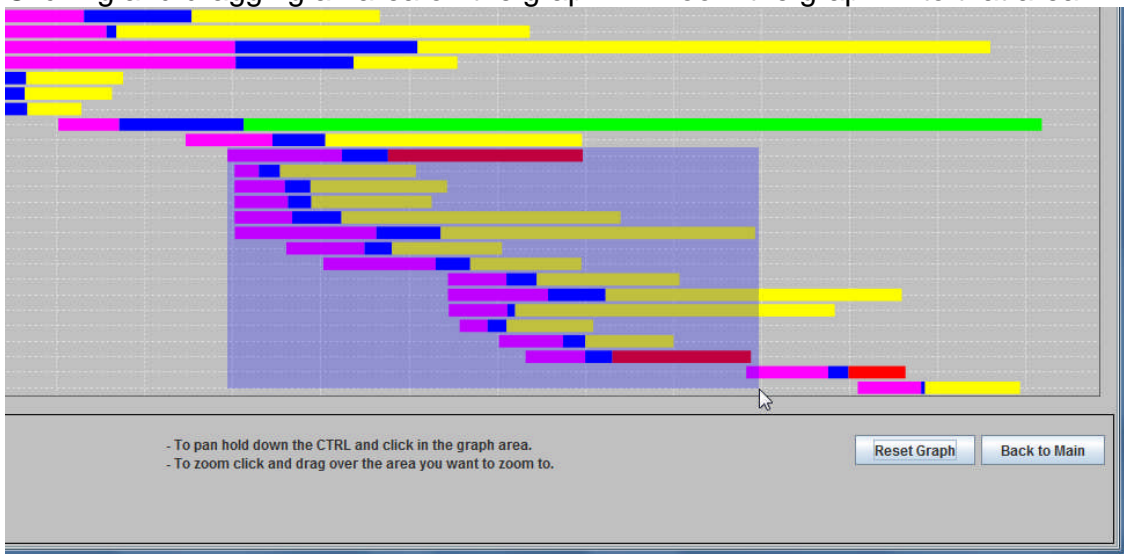 - To pan hold down the CTRL and click in the graph area.
- To zoom click and drag over the area you want to zoom to.
Reset Graph
Back to Main